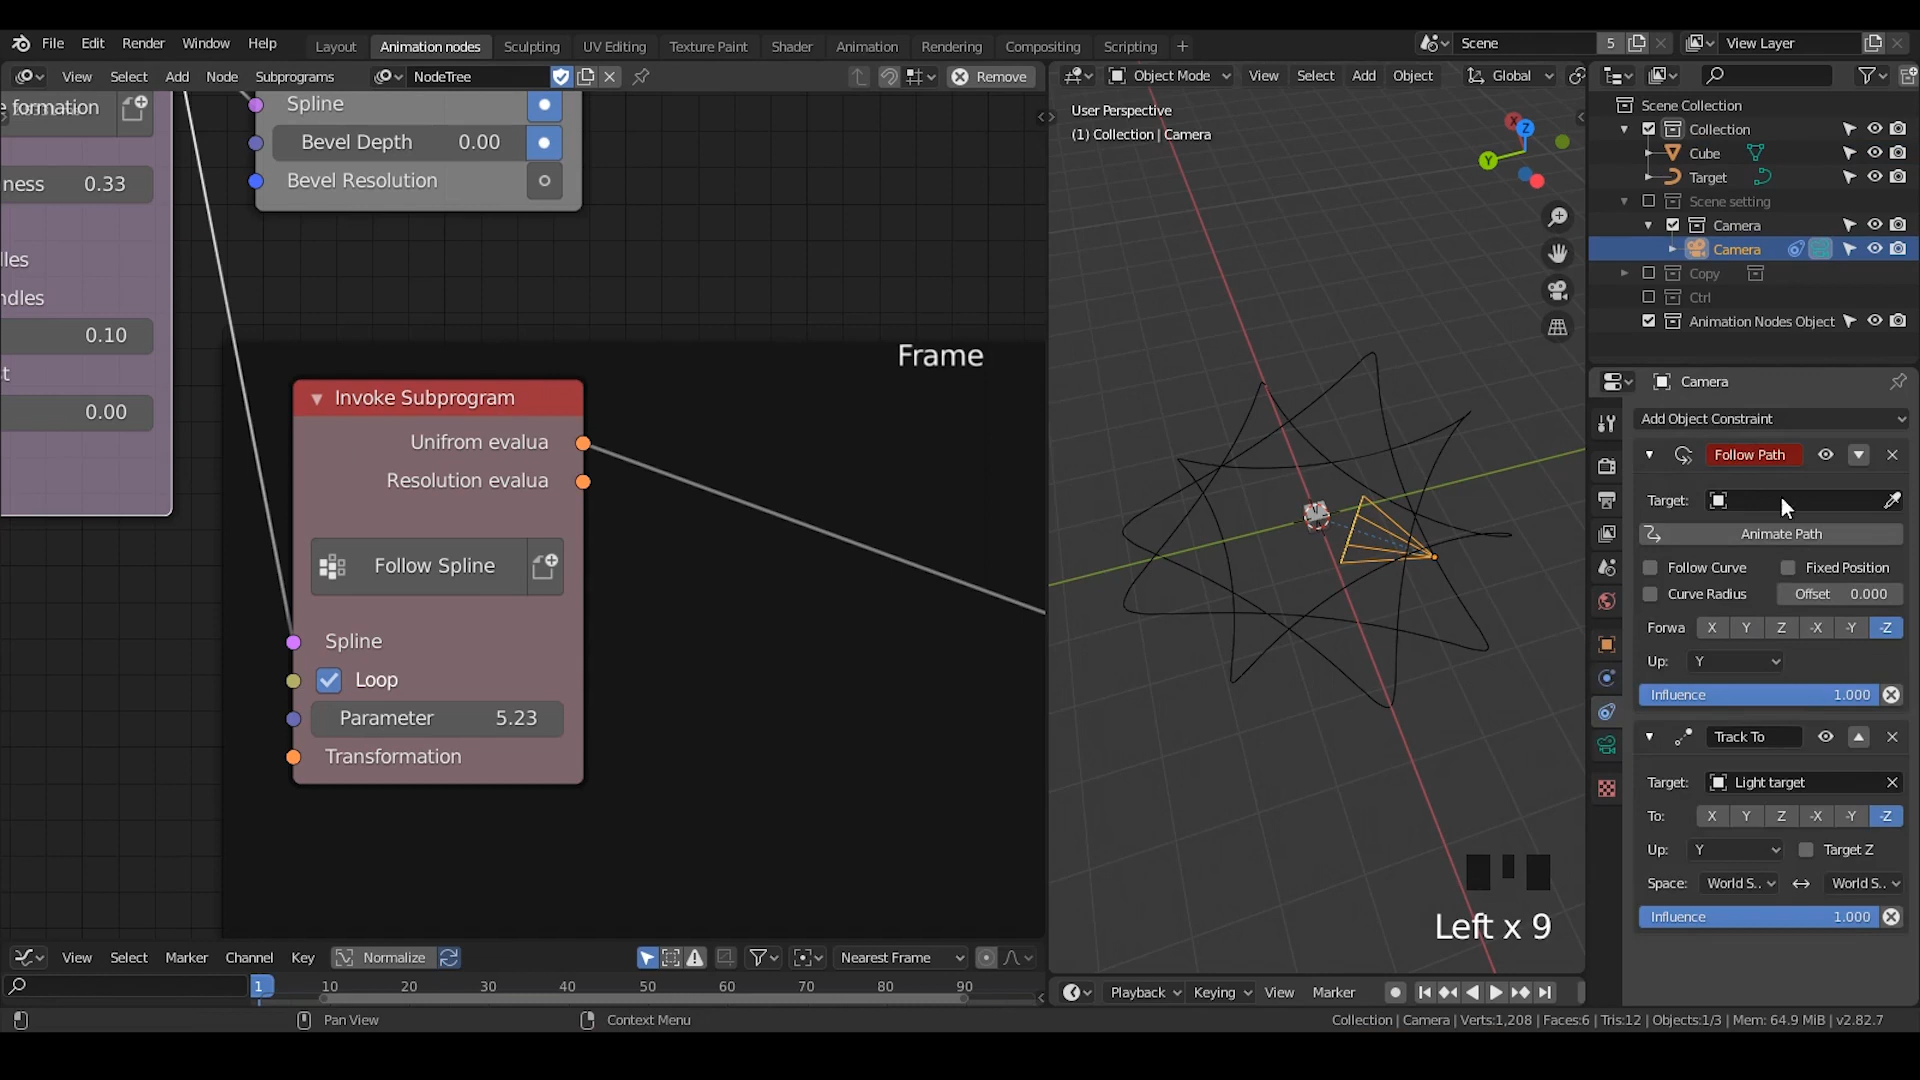 File Edit Render Window Help Layout Animation nodes Sculpting UV Editing Texture Paint Shader Animation Rendering Compositing Scripting Scene 5 View Layer
View Select Add Node Subprograms NodeTree Remove Object Mode View Select Add Object Global
e formation
ness 0.33
lles
ndles
0.10
t
0.00
Spline
Bevel Depth 0.00
Bevel Resolution
Frame
Invoke Subprogram
Unifrom evalua
Resolution evalua
Follow Spline
Spline
Loop
Parameter 5.23
Transformation
User Perspective
(1) Collection | Camera
X
Z
Y
Left x 9
Scene Collection
Collection
Cube
Target
Scene setting
Camera
Camera
Copy
Ctrl
Animation Nodes Object
Camera
Add Object Constraint
Follow Path
Target:
Animate Path
Follow Curve Fixed Position
Curve Radius Offset 0.000
Forwa X Y Z -X -Y -Z
Up: Y
Influence 1.000
Track To
Target: Light target
To: X Y Z -X -Y -Z
Up: Y Target Z
Space: World S.. World S..
Influence 1.000
View Select Marker Channel Key Normalize Nearest Frame
1 10 20 30 40 50 60 70 80 90
Playback Keying View Marker
Pan View Context Menu
Collection | Camera | Verts:1,208 | Faces:6 | Tris:12 | Objects:1/3 | Mem: 64.9 MiB | v2.82.7